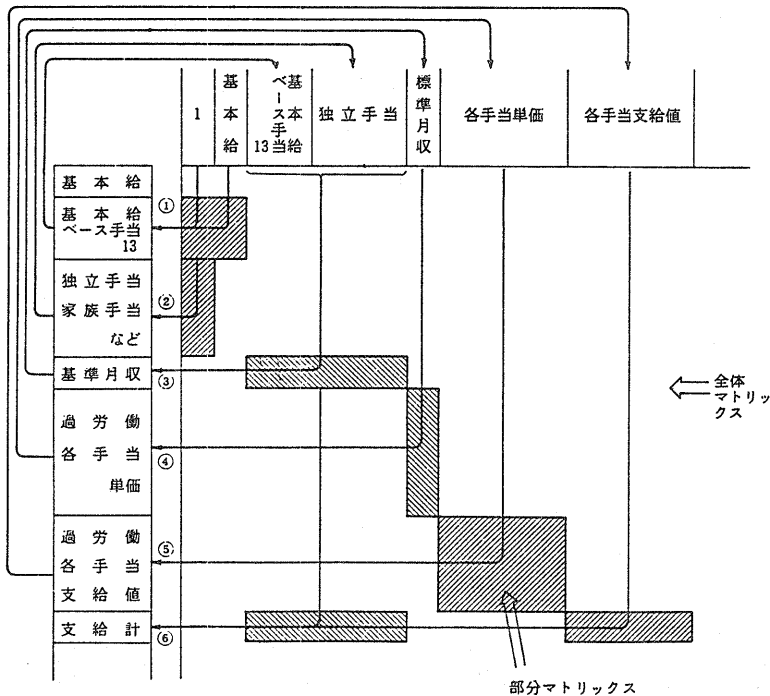 1
基本給
基本給
ベース手当
13
独立手当
標準月収
各手当単価
各手当支給値
基本給
基本給
ベース手当
13
①
独立手当
家族手当
など
②
基準月収
③
過労働
各手当
単価
④
過労働
各手当
支給値
⑤
支給計
⑥
全体
マトリッ
クス
部分マトリックス